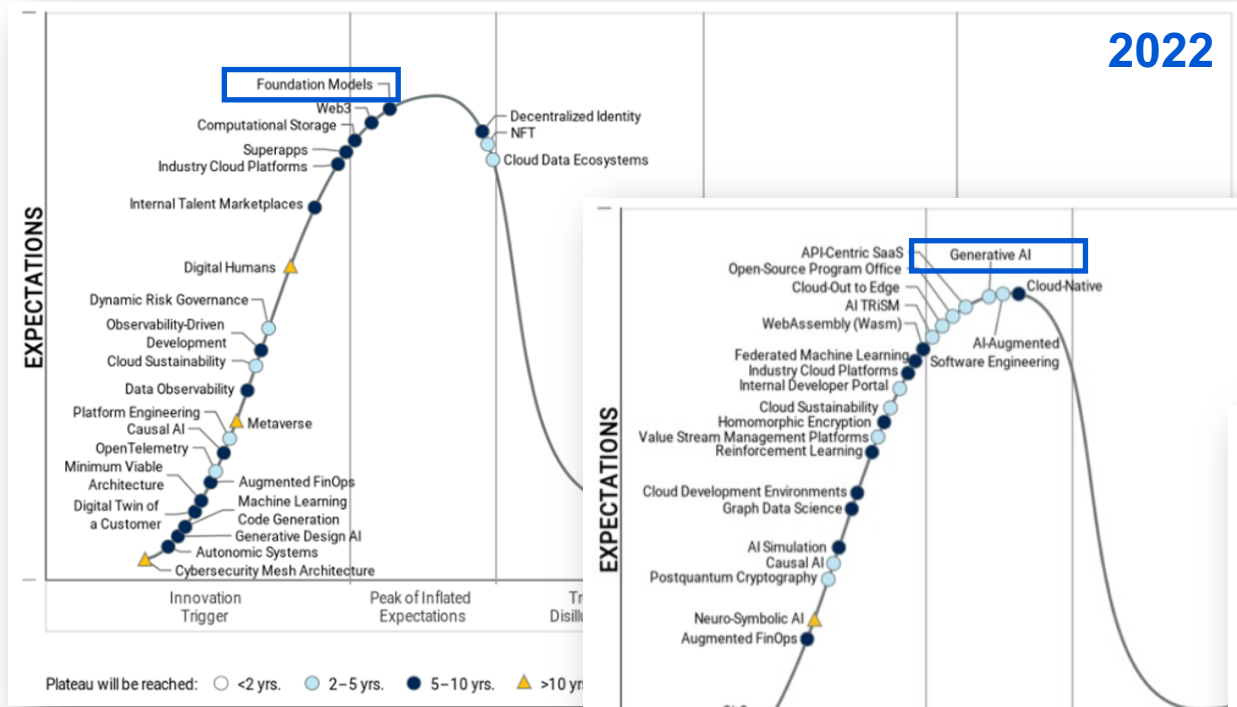 2022
Foundation Models
Web3
Computational Storage
Superapps
Industry Cloud Platforms
Internal Talent Marketplaces
Digital Humans
Dynamic Risk Governance
Observability-Driven
Development
Cloud Sustainability
Data Observability
Platform Engineering
Metaverse
Causal AI
OpenTelemetry
Minimum Viable
Architecture
Augmented FinOps
Digital Twin of
a Customer
Machine Learning
Code Generation
Generative Design AI
Autonomic Systems
Cybersecurity Mesh Architecture
Decentralized Identity
NFT
Cloud Data Ecosystems
EXPECTATIONS
Innovation
Trigger
Peak of Inflated
Expectations
Plateau will be reached:
<2 yrs.
2–5 yrs.
5–10 yrs.
API-Centric SaaS
Generative AI
Open-Source Program Office
Cloud-Out to Edge
Cloud-Native
AI TRiSM
WebAssembly (Wasm)
AI-Augmented
Software Engineering
Federated Machine Learning
Industry Cloud Platforms
Internal Developer Portal
Cloud Sustainability
Homomorphic Encryption
Value Stream Management Platforms
Reinforcement Learning
Cloud Development Environments
Graph Data Science
AI Simulation
Causal AI
Postquantum Cryptography
Neuro-Symbolic AI
Augmented FinOps
EXPECTATIONS